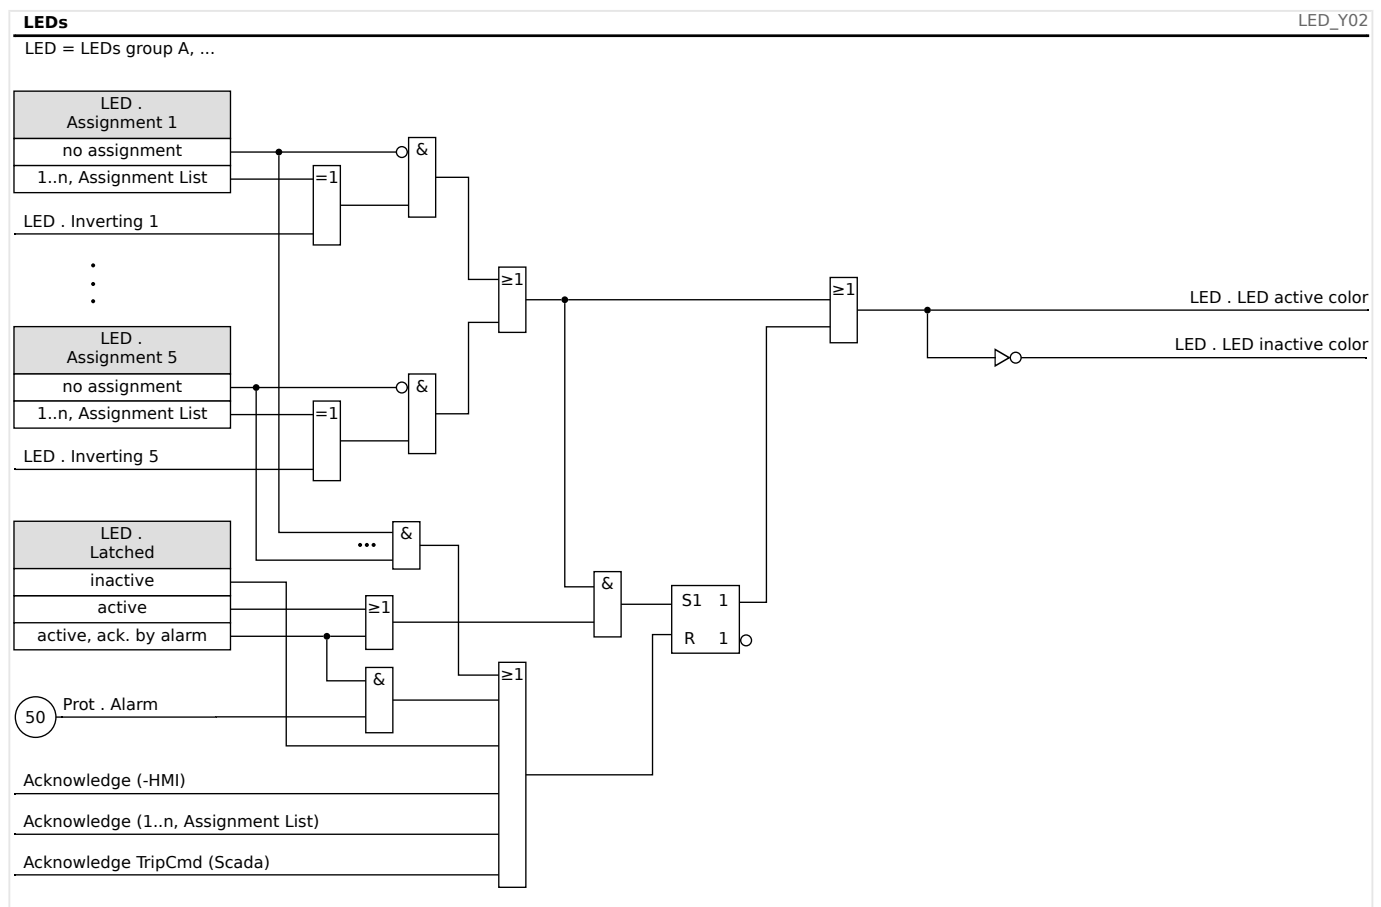 LEDs
LED_Y02
LED = LEDs group A, ...
LED .
Assignment 1
no assignment
&
1..n, Assignment List
=1
LED . Inverting 1
≥1
≥1
LED . LED active color
LED .
Assignment 5
LED . LED inactive color
no assignment
&
1..n, Assignment List
=1
LED . Inverting 5
LED .
Latched
&
inactive
&
active
≥1
S1 1
active, ack. by alarm
R 1
&
≥1
50
Prot . Alarm
Acknowledge (-HMI)
Acknowledge (1..n, Assignment List)
Acknowledge TripCmd (Scada)